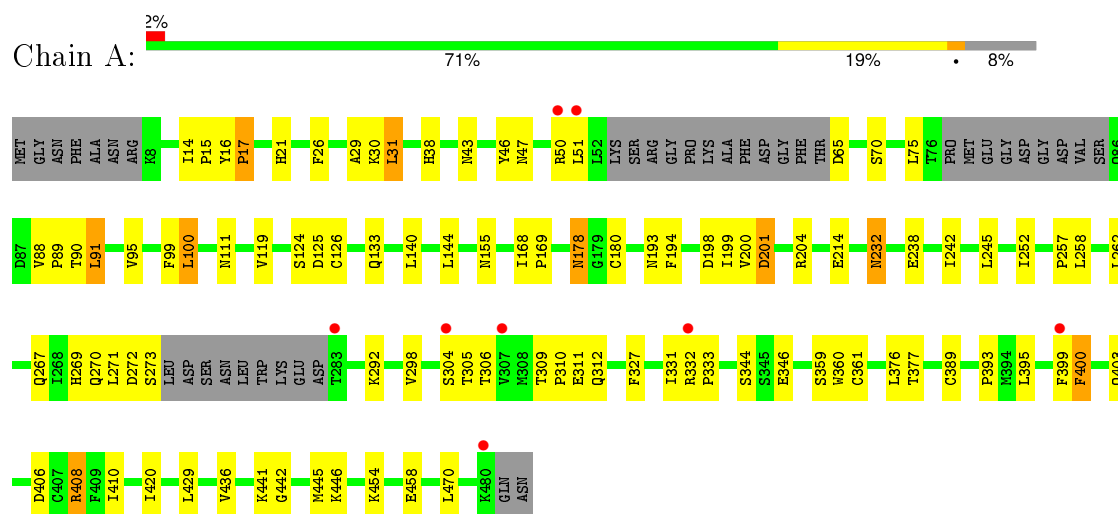 2%
Chain A:
71% 19% • 8%
MET GLY ASN PHE ALA ASN ARG K8 I14 P15 Y16 P17 H21 F26 A29 K30 L31 H38 N43 Y46 N47 R50 L51 L52 LYS SER ARG GLY PRO LYS ALA PHE ASP GLY PHE THR D65 S70 L75 T76 PRO MET GLU GLY ASP GLY ASP VAL SER Q86
D87 V88 P89 T90 L91 V95 F99 L100 N111 V119 S124 D125 C126 Q133 L140 L144 N155 I168 P169 N178 G179 C180 N193 F194 D198 I199 V200 D201 R204 E214 N232 E238 I242 L245 I252 P257 L258 L262
Q267 I268 H269 Q270 L271 D272 S273 LEU ASP SER ASN LEU TRP LYS GLU ASP T283 K292 V298 S304 T305 T306 V307 M308 T309 P310 E311 Q312 F327 I331 R332 P333 S344 S345 E346 S359 W360 C361 L376 T377 C389 P393 M394 L395 F399 F400
D406 C407 R408 F409 I410 I420 L429 V436 K441 G442 M445 K446 K454 E458 L470 K480 GLN ASN